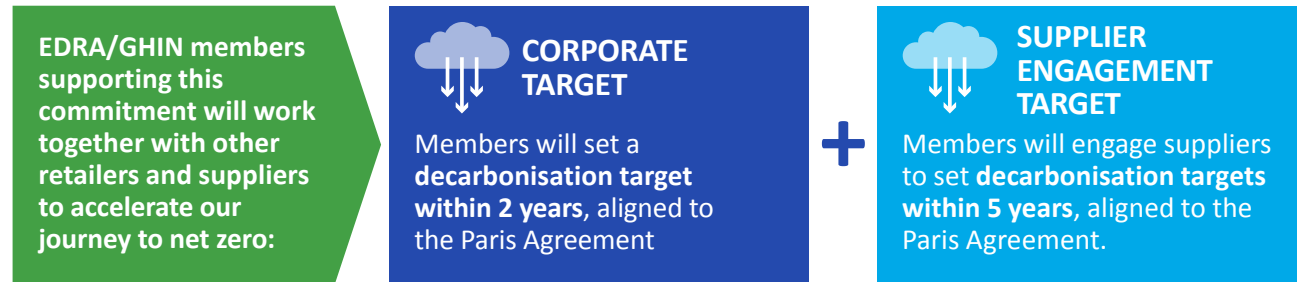 EDRA/GHIN members
supporting this
commitment will work
together with other
retailers and suppliers
to accelerate our
journey to net zero:
CORPORATE
TARGET
Members will set a
decarbonisation target
within 2 years, aligned to
the Paris Agreement
+
SUPPLIER
ENGAGEMENT
TARGET
Members will engage suppliers
to set decarbonisation targets
within 5 years, aligned to the
Paris Agreement.